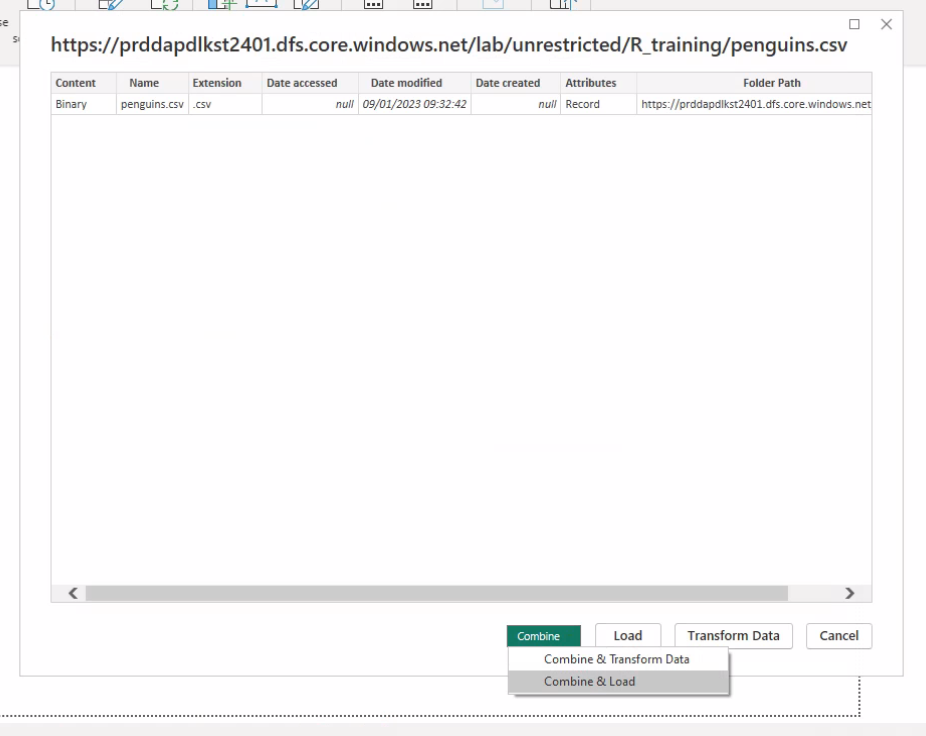 se
https://prddapdlkst2401.dfs.core.windows.net/lab/unrestricted/R_training/penguins.csv
Content Name Extension Date accessed Date modified Date created Attributes Folder Path
Binary penguins.csv .csv null 09/01/2023 09:32:42 null Record https://prddapdlkst2401.dfs.core.windows.net
Combine Load Transform Data Cancel
Combine & Transform Data
Combine & Load